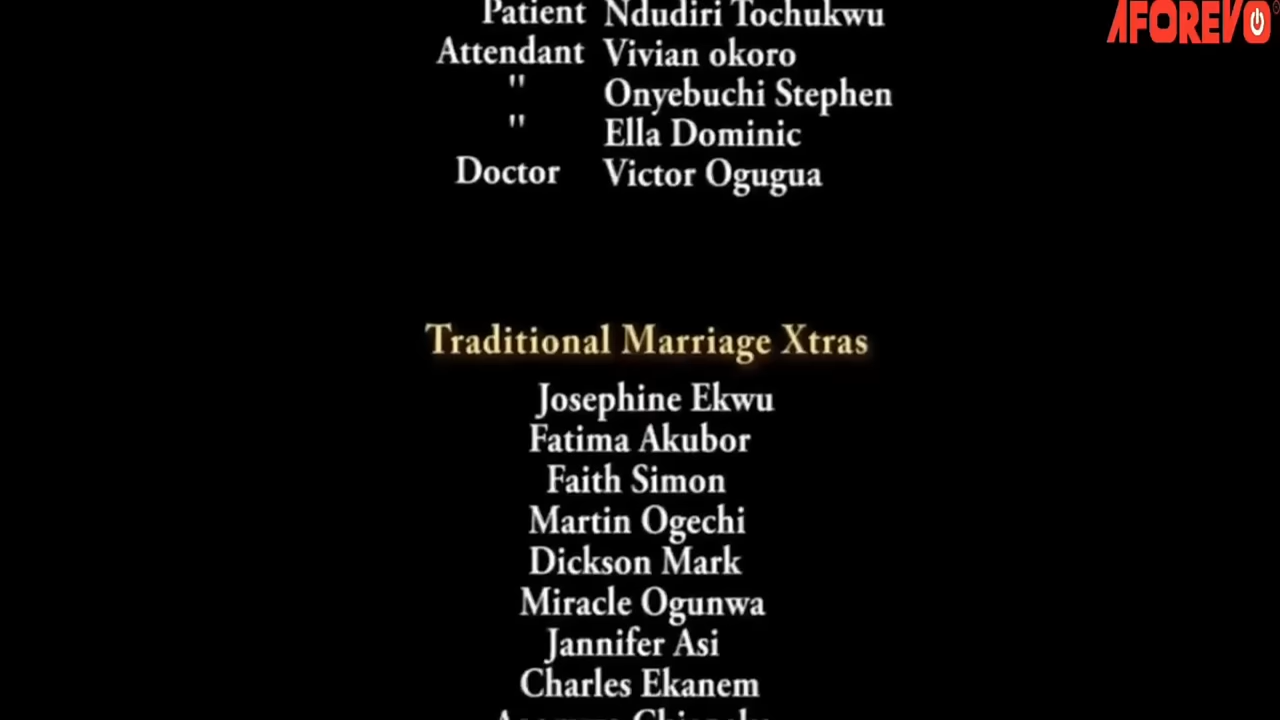 AFOREVO
Patient Ndudiri Tochukwu
Attendant Vivian okoro
" Onyebuchi Stephen
" Ella Dominic
Doctor Victor Ogugua
Traditional Marriage Xtras
Josephine Ekwu
Fatima Akubor
Faith Simon
Martin Ogechi
Dickson Mark
Miracle Ogunwa
Jannifer Asi
Charles Ekanem